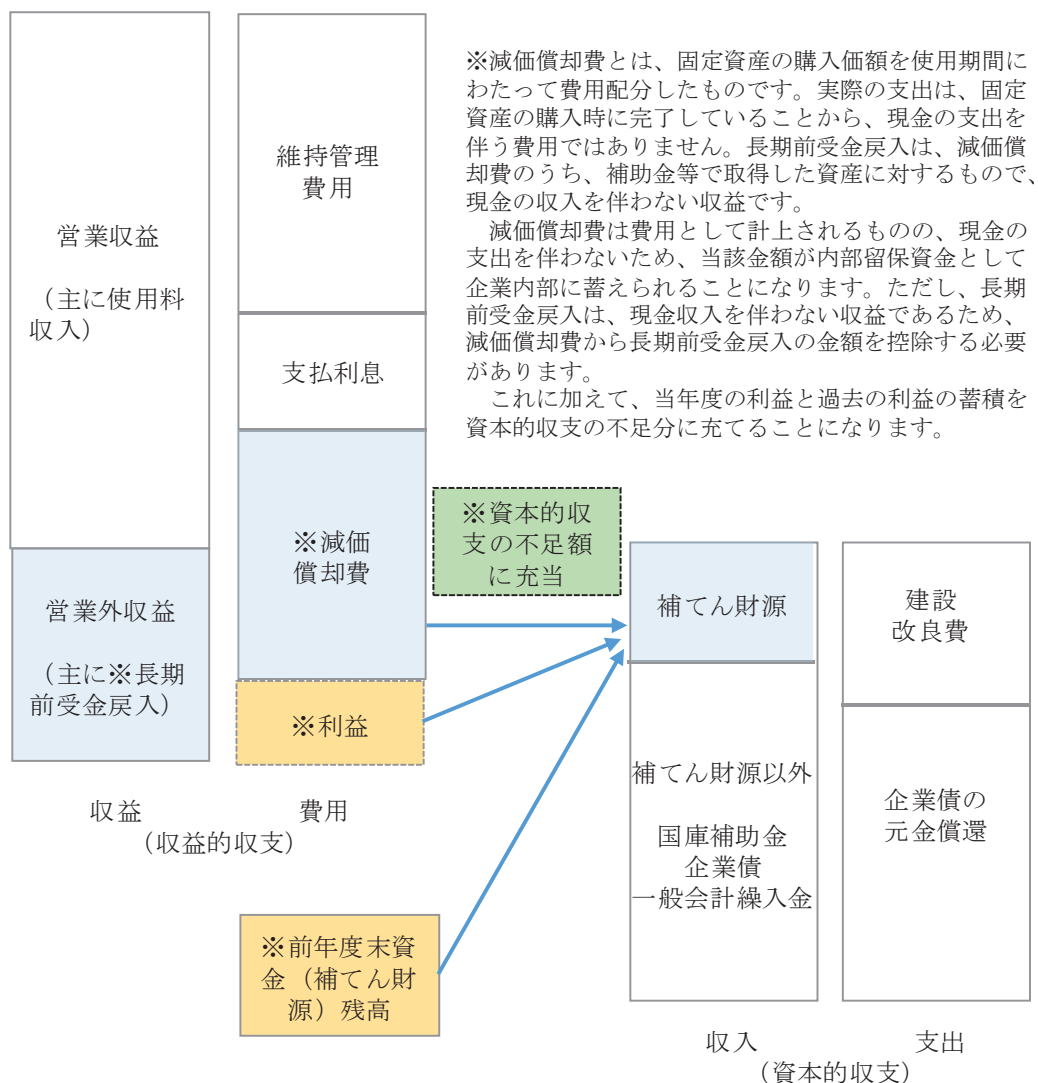 ※減価償却費とは、固定資産の購入価額を使用期間に
わたって費用配分したものです。実際の支出は、固定
資産の購入時に完了していることから、現金の支出を
伴う費用ではありません。長期前受金戻入は、減価償
却費のうち、補助金等で取得した資産に対するもので、
現金の収入を伴わない収益です。
　減価償却費は費用として計上されるものの、現金の
支出を伴わないため、当該金額が内部留保資金として
企業内部に蓄えられることになります。ただし、長期
前受金戻入は、現金収入を伴わない収益であるため、
減価償却費から長期前受金戻入の金額を控除する必要
があります。
　これに加えて、当年度の利益と過去の利益の蓄積を
資本的収支の不足分に充てることになります。
営業収益
（主に使用料
収入）
営業外収益
（主に※長期
前受金戻入）
維持管理
費用
支払利息
※減価
償却費
※利益
収益
費用
（収益的収支）
※前年度末資
金（補てん財
源）残高
※資本的収
支の不足額
に充当
補てん財源
補てん財源以外
国庫補助金
企業債
一般会計繰入金
建設
改良費
企業債の
元金償還
収入
支出
（資本的収支）